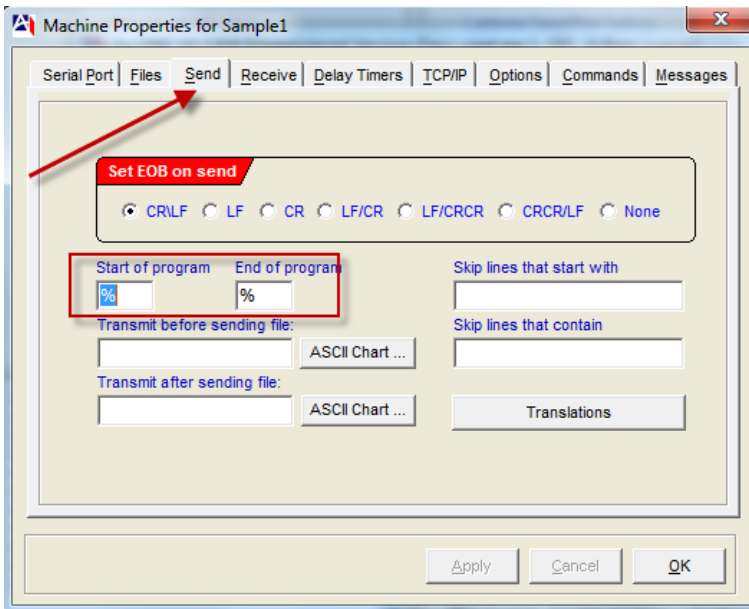 Machine Properties for Sample1
Serial Port Files Send Receive Delay Timers TCP/IP Options Commands Messages
Set EOB on send
CR\LF LF CR LF/CR LF/CRCR CRCR/LF None
Start of program End of program Skip lines that start with
% %
Transmit before sending file: Skip lines that contain
ASCII Chart ...
Transmit after sending file:
ASCII Chart ... Translations
Apply Cancel OK